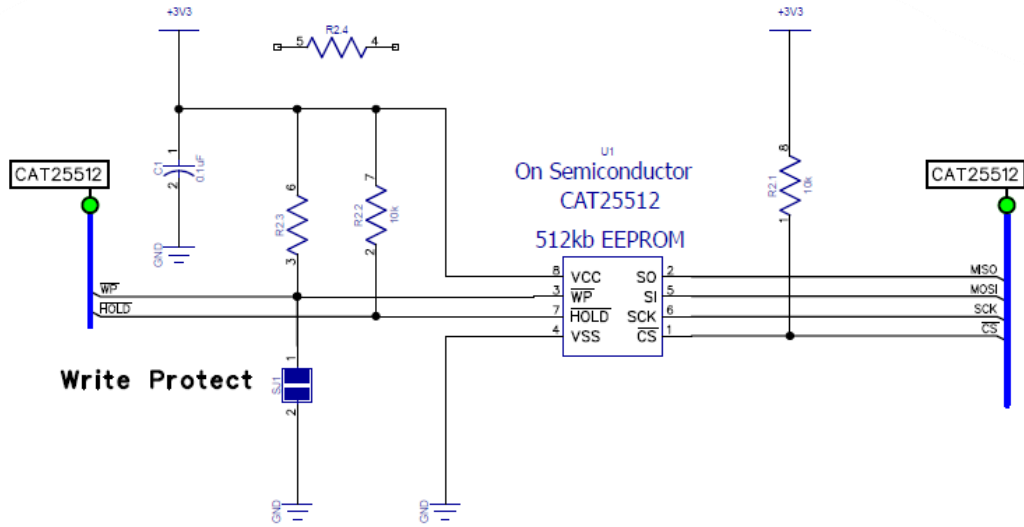 +3V3
+3V3
R2.4
5
4
1
C1
0.1uF
2
GND
6
R2.3
3
7
R2.2
10k
2
8
R2.1
10k
1
CAT25512
CAT25512
U1
On Semiconductor
CAT25512
512kb EEPROM
8 VCC SO 2 MISO
WP 3 WP SI 5 MOSI
HOLD 7 HOLD SCK 6 SCK
4 VSS CS 1 CS
Write Protect
1
SJ1
2
GND
GND